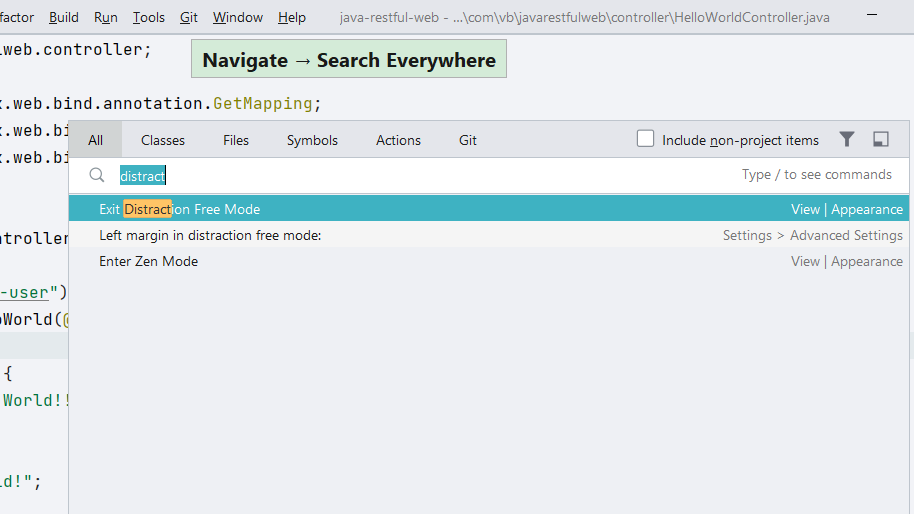 factor Build Run Tools Git Window Help java-restful-web - ...\com\vb\javarestfulweb\controller\HelloWorldController.java
web.controller;
Navigate → Search Everywhere
x.web.bind.annotation.GetMapping;
x.web.bi
x.web.bi
All Classes Files Symbols Actions Git Include non-project items
distract Type / to see commands
Exit Distraction Free Mode View | Appearance
Left margin in distraction free mode: Settings > Advanced Settings
Enter Zen Mode View | Appearance
ntroller
-user")
oWorld(@
{
World!!
ld!";